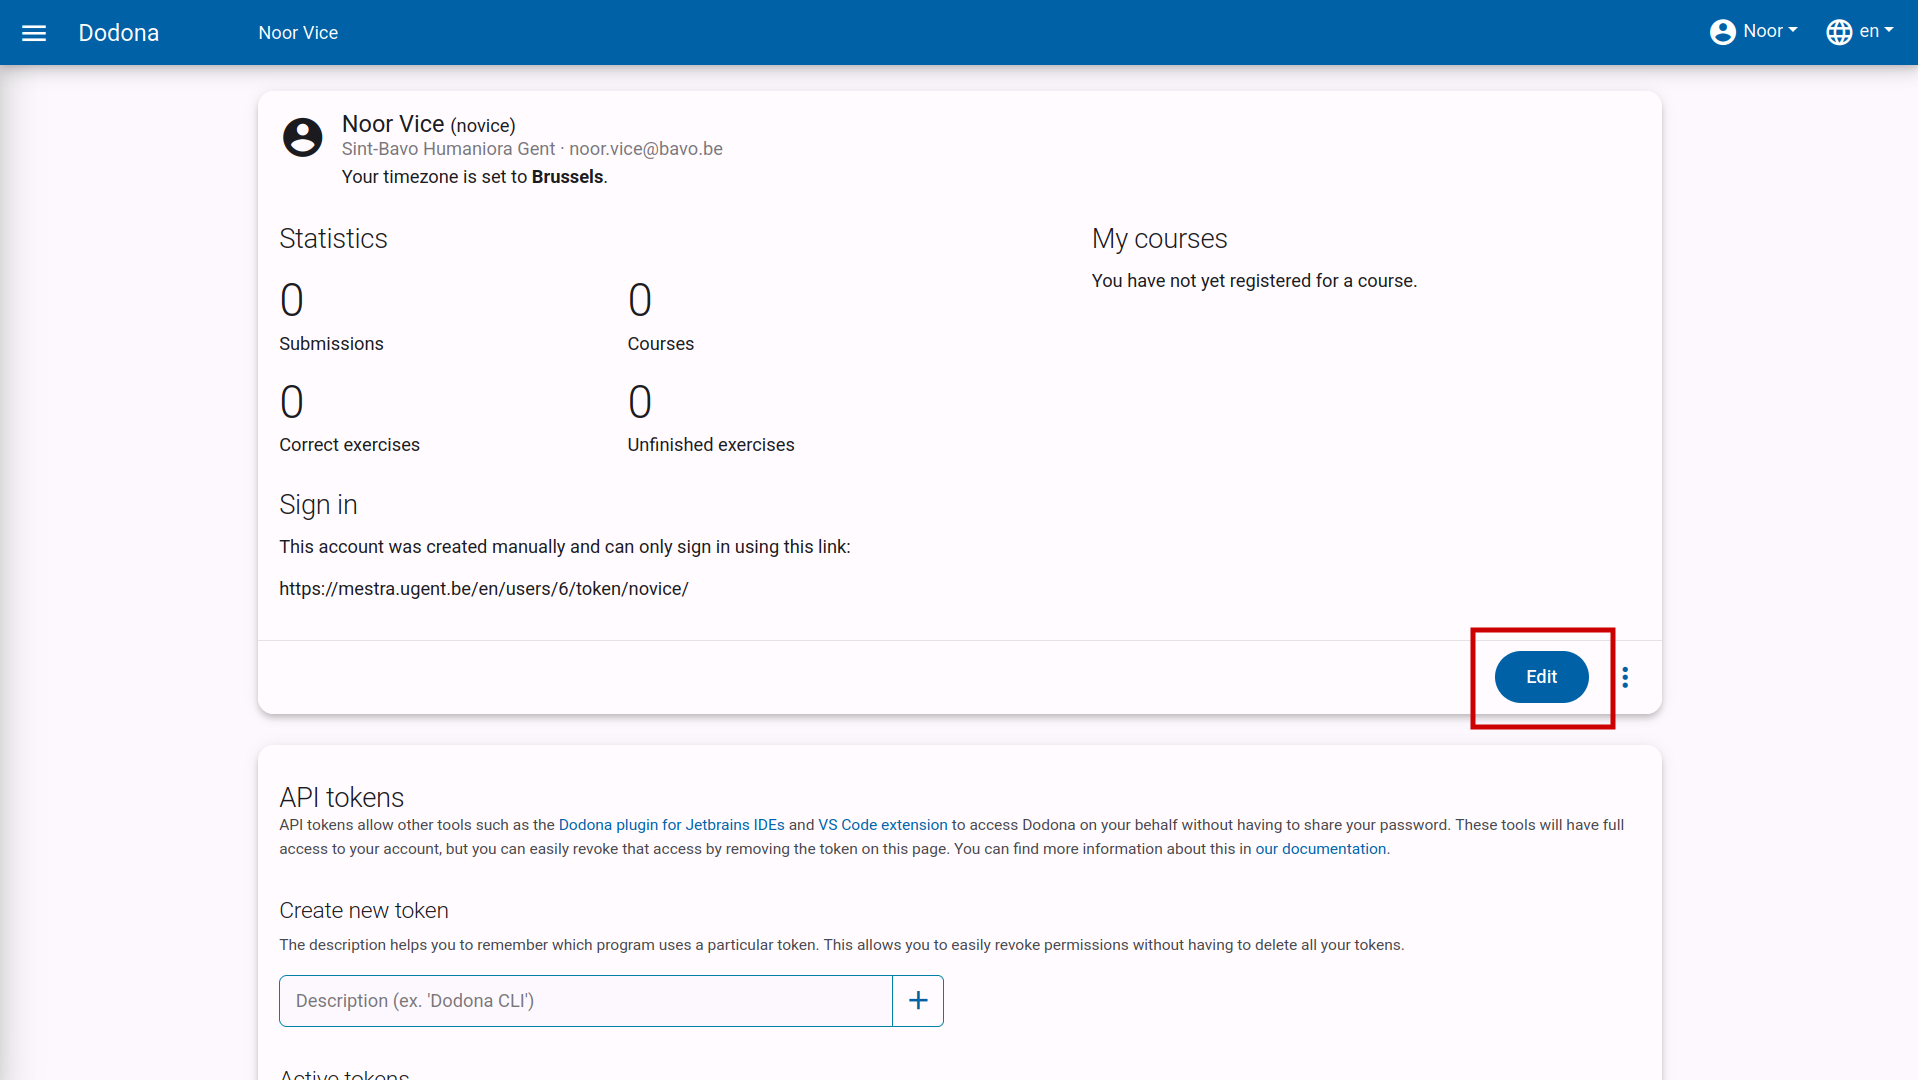 Dodona
Noor Vice
Noor
en
Noor Vice (novice)
Sint-Bavo Humaniora Gent · noor.vice@bavo.be
Your timezone is set to Brussels.
Statistics
0
Submissions
0
Courses
0
Correct exercises
0
Unfinished exercises
My courses
You have not yet registered for a course.
Sign in
This account was created manually and can only sign in using this link:
https://mestra.ugent.be/en/users/6/token/novice/
Edit
API tokens
API tokens allow other tools such as the Dodona plugin for Jetbrains IDEs and VS Code extension to access Dodona on your behalf without having to share your password. These tools will have full
access to your account, but you can easily revoke that access by removing the token on this page. You can find more information about this in our documentation.
Create new token
The description helps you to remember which program uses a particular token. This allows you to easily revoke permissions without having to delete all your tokens.
Description (ex. 'Dodona CLI')
Active tokens